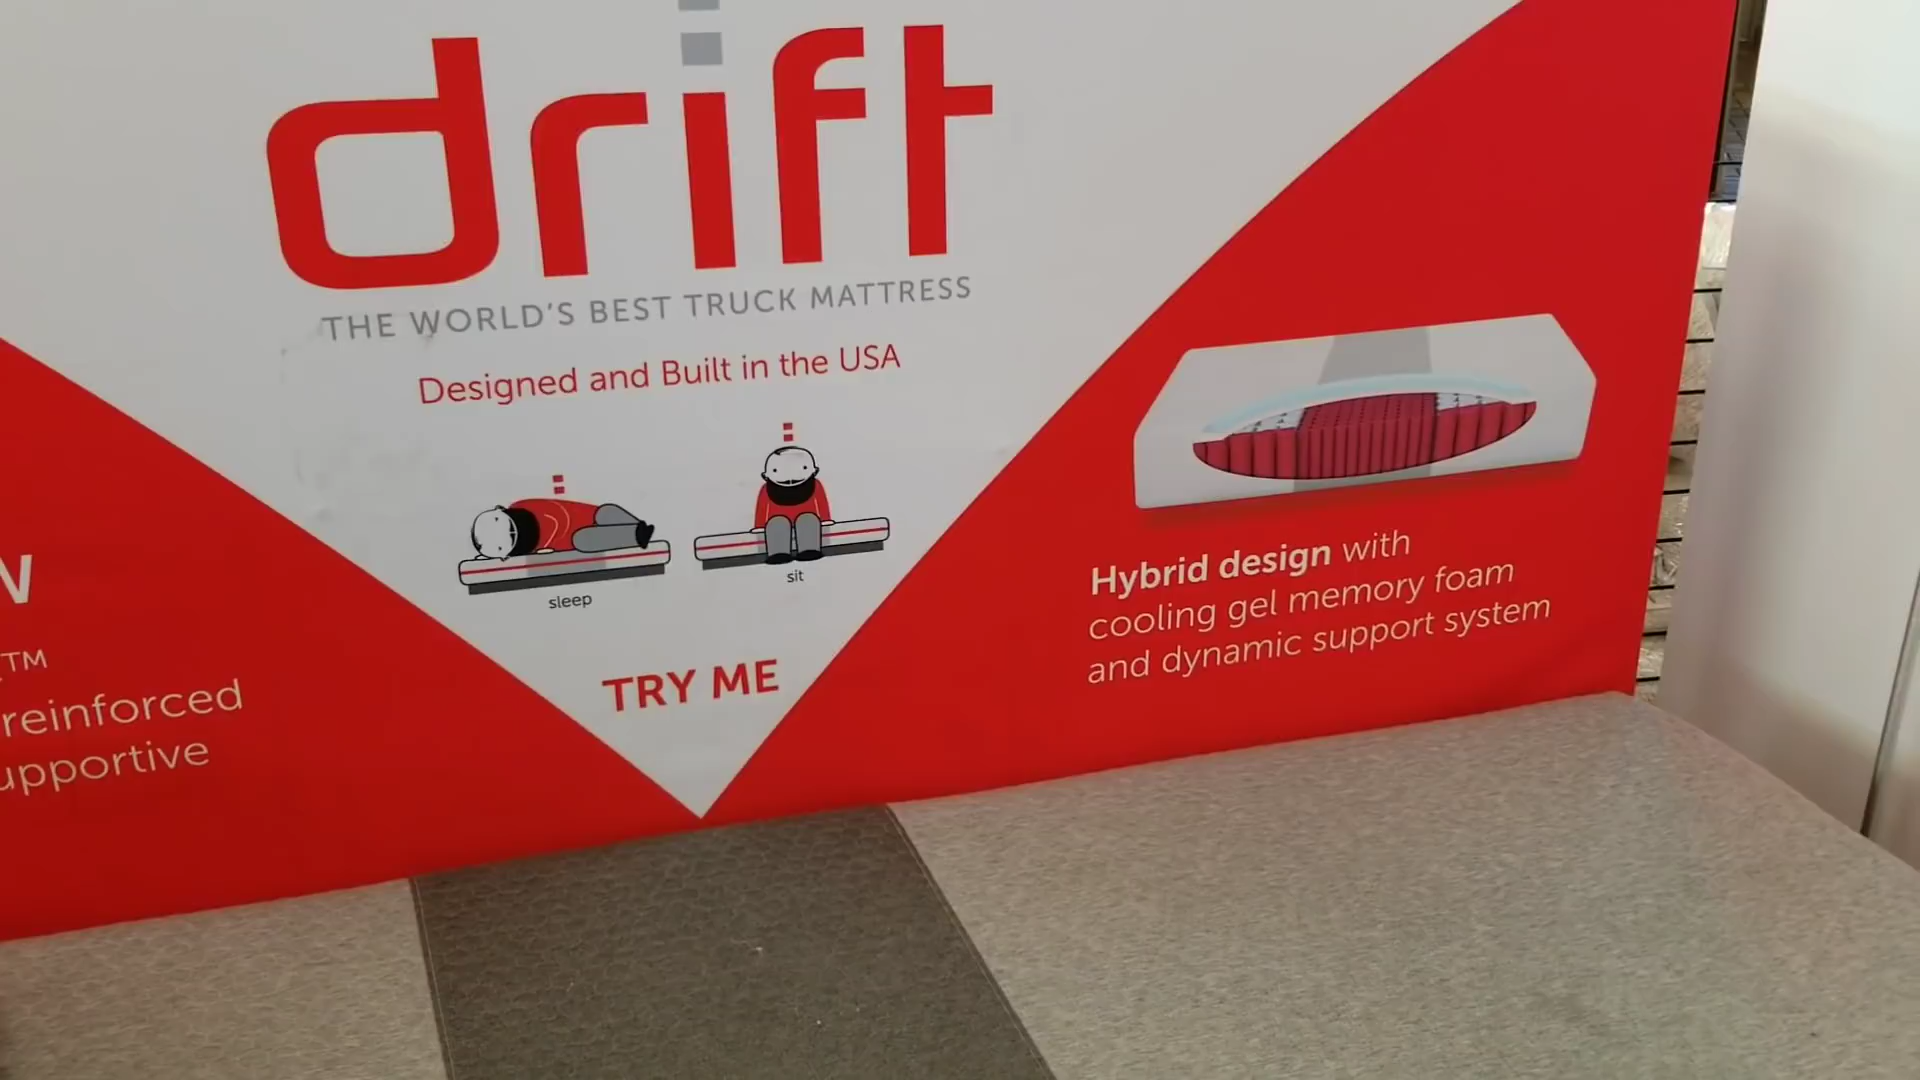 drift
THE WORLD'S BEST TRUCK MATTRESS
Designed and Built in the USA
sleep
sit
TRY ME
TM
reinforced
Hybrid design with
cooling gel memory foam
and dynamic support system